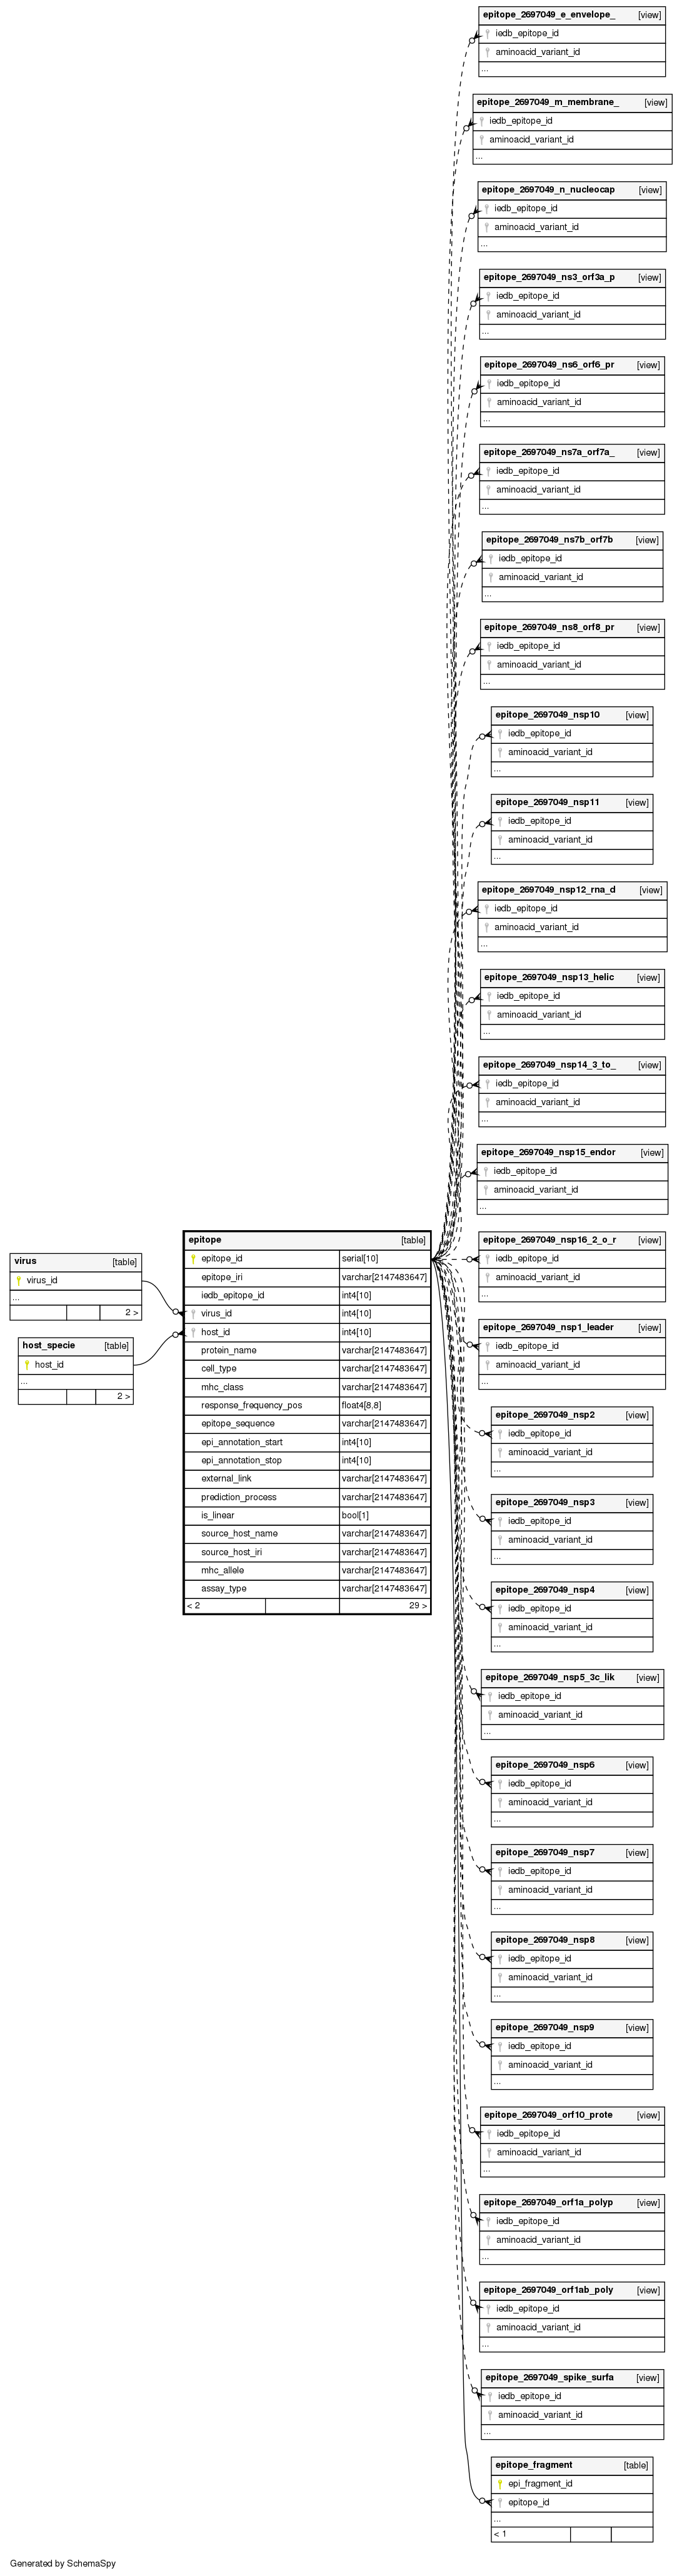 epitope_2697049_e_envelope_ [view]
iedb_epitope_id
aminoacid_variant_id
...
epitope_2697049_m_membrane_ [view]
iedb_epitope_id
aminoacid_variant_id
...
epitope_2697049_n_nucleocap [view]
iedb_epitope_id
aminoacid_variant_id
...
epitope_2697049_ns3_orf3a_p [view]
iedb_epitope_id
aminoacid_variant_id
...
epitope_2697049_ns6_orf6_pr [view]
iedb_epitope_id
aminoacid_variant_id
...
epitope_2697049_ns7a_orf7a_ [view]
iedb_epitope_id
aminoacid_variant_id
...
epitope_2697049_ns7b_orf7b [view]
iedb_epitope_id
aminoacid_variant_id
...
epitope_2697049_ns8_orf8_pr [view]
iedb_epitope_id
aminoacid_variant_id
...
epitope_2697049_nsp10 [view]
iedb_epitope_id
aminoacid_variant_id
...
epitope_2697049_nsp11 [view]
iedb_epitope_id
aminoacid_variant_id
...
epitope_2697049_nsp12_rna_d [view]
iedb_epitope_id
aminoacid_variant_id
...
epitope_2697049_nsp13_helic [view]
iedb_epitope_id
aminoacid_variant_id
...
epitope_2697049_nsp14_3_to_ [view]
iedb_epitope_id
aminoacid_variant_id
...
epitope_2697049_nsp15_endor [view]
iedb_epitope_id
aminoacid_variant_id
...
virus [table]
virus_id
...
2 >
host_specie [table]
host_id
...
2 >
epitope [table]
epitope_id serial[10]
epitope_iri varchar[2147483647]
iedb_epitope_id int4[10]
virus_id int4[10]
host_id int4[10]
protein_name varchar[2147483647]
cell_type varchar[2147483647]
mhc_class varchar[2147483647]
response_frequency_pos float4[8,8]
epitope_sequence varchar[2147483647]
epi_annotation_start int4[10]
epi_annotation_stop int4[10]
external_link varchar[2147483647]
prediction_process varchar[2147483647]
is_linear bool[1]
source_host_name varchar[2147483647]
source_host_iri varchar[2147483647]
mhc_allele varchar[2147483647]
assay_type varchar[2147483647]
< 2 29 >
epitope_2697049_nsp16_2_o_r [view]
iedb_epitope_id
aminoacid_variant_id
...
epitope_2697049_nsp1_leader [view]
iedb_epitope_id
aminoacid_variant_id
...
epitope_2697049_nsp2 [view]
iedb_epitope_id
aminoacid_variant_id
...
epitope_2697049_nsp3 [view]
iedb_epitope_id
aminoacid_variant_id
...
epitope_2697049_nsp4 [view]
iedb_epitope_id
aminoacid_variant_id
...
epitope_2697049_nsp5_3c_lik [view]
iedb_epitope_id
aminoacid_variant_id
...
epitope_2697049_nsp6 [view]
iedb_epitope_id
aminoacid_variant_id
...
epitope_2697049_nsp7 [view]
iedb_epitope_id
aminoacid_variant_id
...
epitope_2697049_nsp8 [view]
iedb_epitope_id
aminoacid_variant_id
...
epitope_2697049_nsp9 [view]
iedb_epitope_id
aminoacid_variant_id
...
epitope_2697049_orf10_prote [view]
iedb_epitope_id
aminoacid_variant_id
...
epitope_2697049_orf1a_polyp [view]
iedb_epitope_id
aminoacid_variant_id
...
epitope_2697049_orf1ab_poly [view]
iedb_epitope_id
aminoacid_variant_id
...
epitope_2697049_spike_surfa [view]
iedb_epitope_id
aminoacid_variant_id
...
epitope_fragment [table]
epi_fragment_id
epitope_id
...
< 1
Generated by SchemaSpy